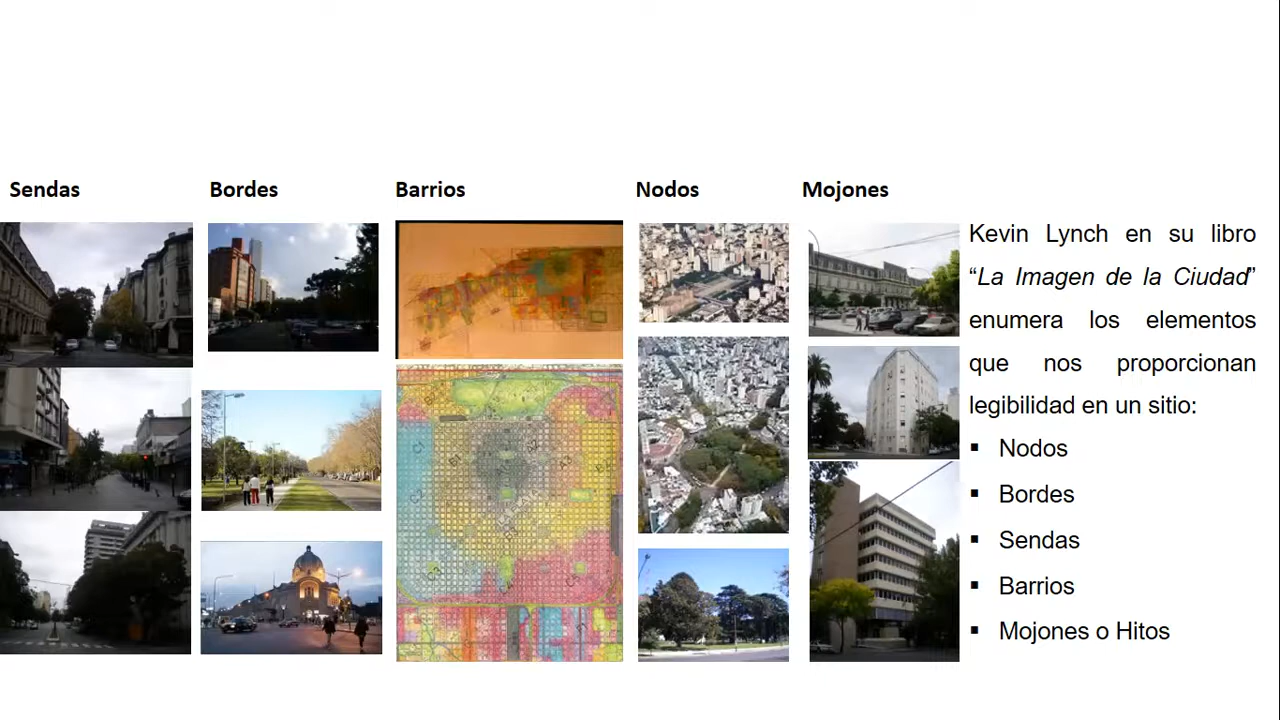 Sendas
Bordes
Barrios
Nodos
Mojones
Kevin Lynch en su libro
“La Imagen de la Ciudad”
enumera los elementos
que nos proporcionan
legibilidad en un sitio:
▪ Nodos
▪ Bordes
▪ Sendas
▪ Barrios
▪ Mojones o Hitos